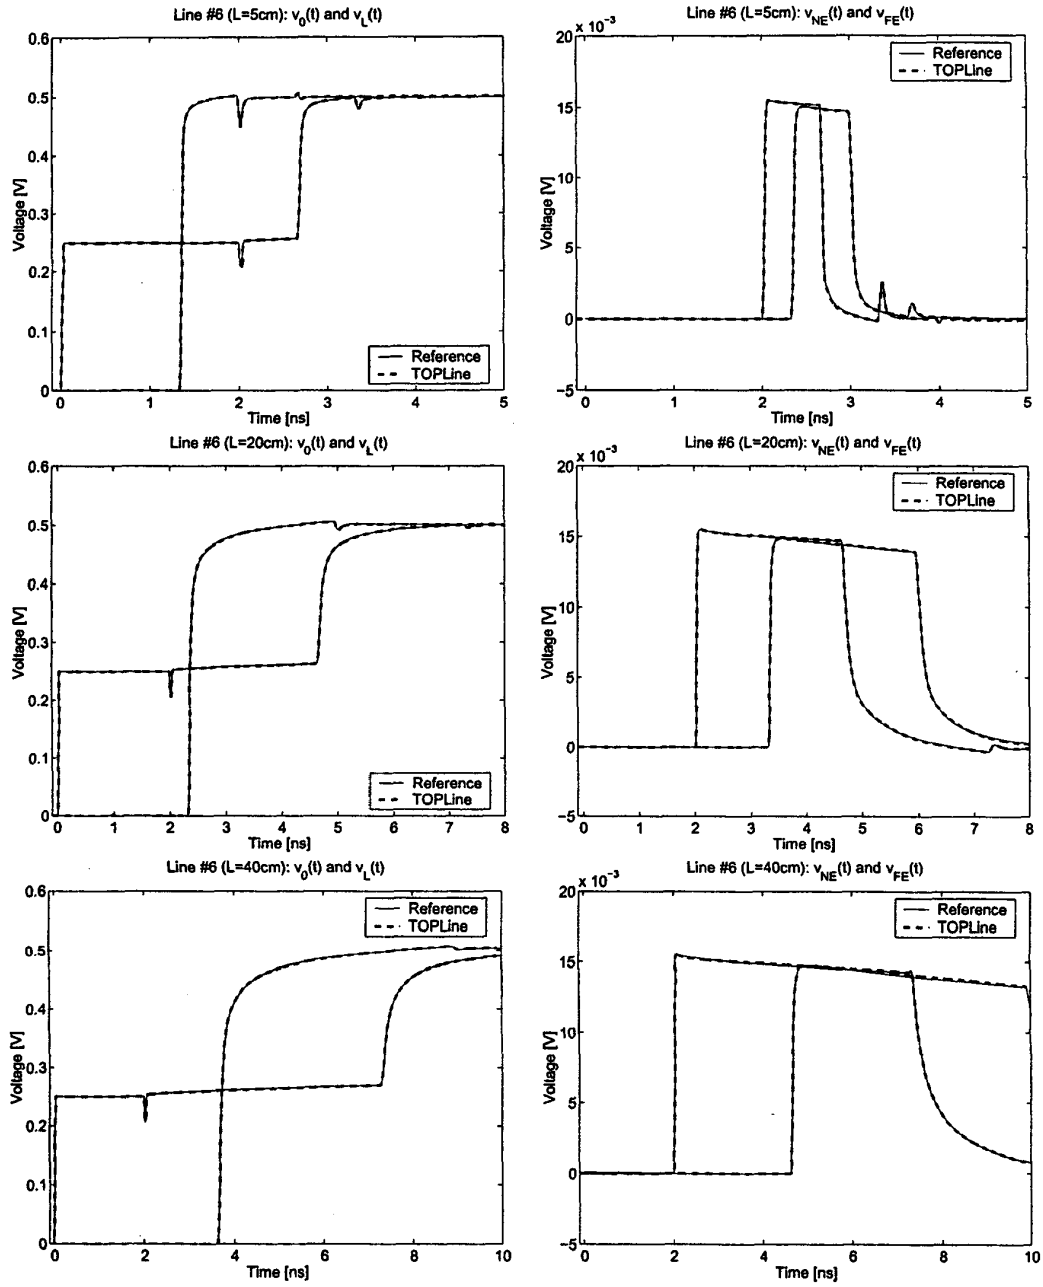 Line #6 (L=5cm): v0(t) and vL(t)
Voltage [V]
0.6
0.5
0.4
0.3
0.2
0.1
0
Reference
TOPLine
0 1 2 3 4 5
Time [ns]
Line #6 (L=5cm): vNE(t) and vFE(t)
20 x 10⁻³
Voltage [V]
15
10
5
0
−5
Reference
TOPLine
0 1 2 3 4 5
Time [ns]
Line #6 (L=20cm): v0(t) and vL(t)
Voltage [V]
0.6
0.5
0.4
0.3
0.2
0.1
0
Reference
TOPLine
0 1 2 3 4 5 6 7 8
Time [ns]
Line #6 (L=20cm): vNE(t) and vFE(t)
20 x 10⁻³
Voltage [V]
15
10
5
0
−5
Reference
TOPLine
0 1 2 3 4 5 6 7 8
Time [ns]
Line #6 (L=40cm): v0(t) and vL(t)
Voltage [V]
0.6
0.5
0.4
0.3
0.2
0.1
0
Reference
TOPLine
0 2 4 6 8 10
Time [ns]
Line #6 (L=40cm): vNE(t) and vFE(t)
20 x 10⁻³
Voltage [V]
15
10
5
0
−5
Reference
TOPLine
0 2 4 6 8 10
Time [ns]